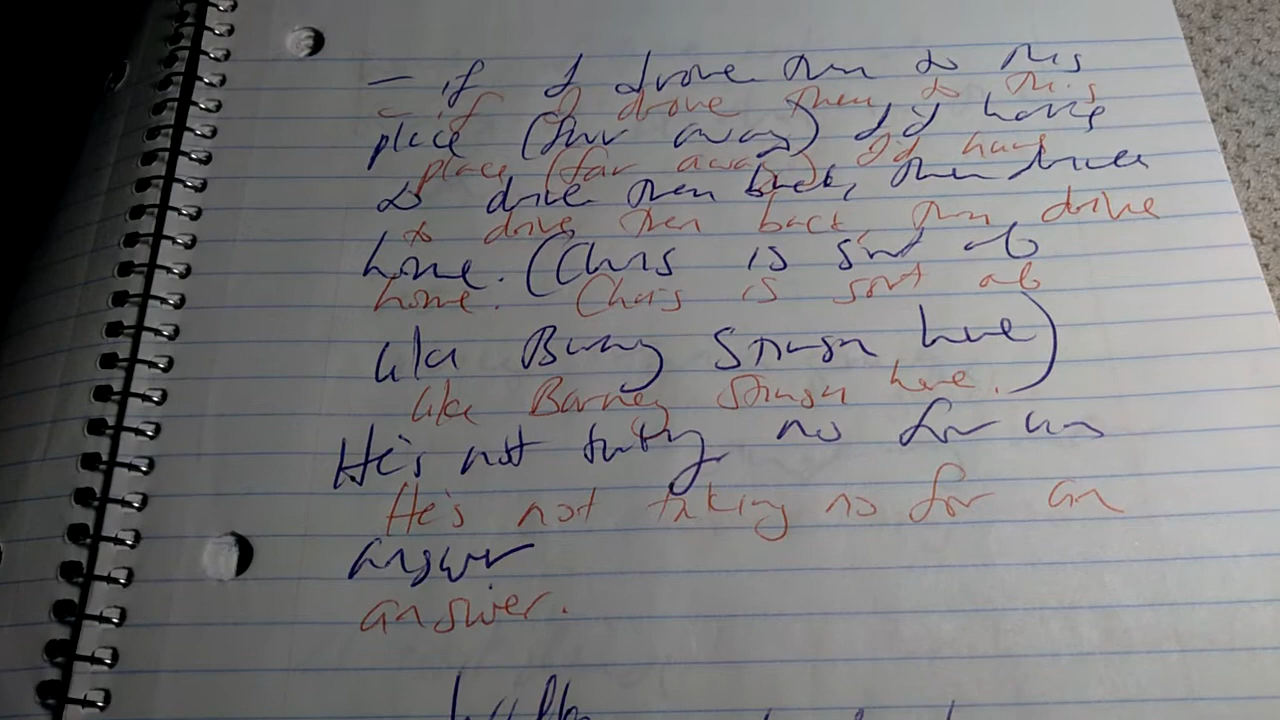 – if I drove them to this
– if I drove them to this
place (far away) I'd have
place (far away) I'd have
to drive them back, then drive
to drive then back, then drive
home. (Chris is sort of
home. (Chris is sort of
like Barney Stinson here)
like Barney Stinson here.
He's not taking no for an
He's not taking no for an
answer
answer.